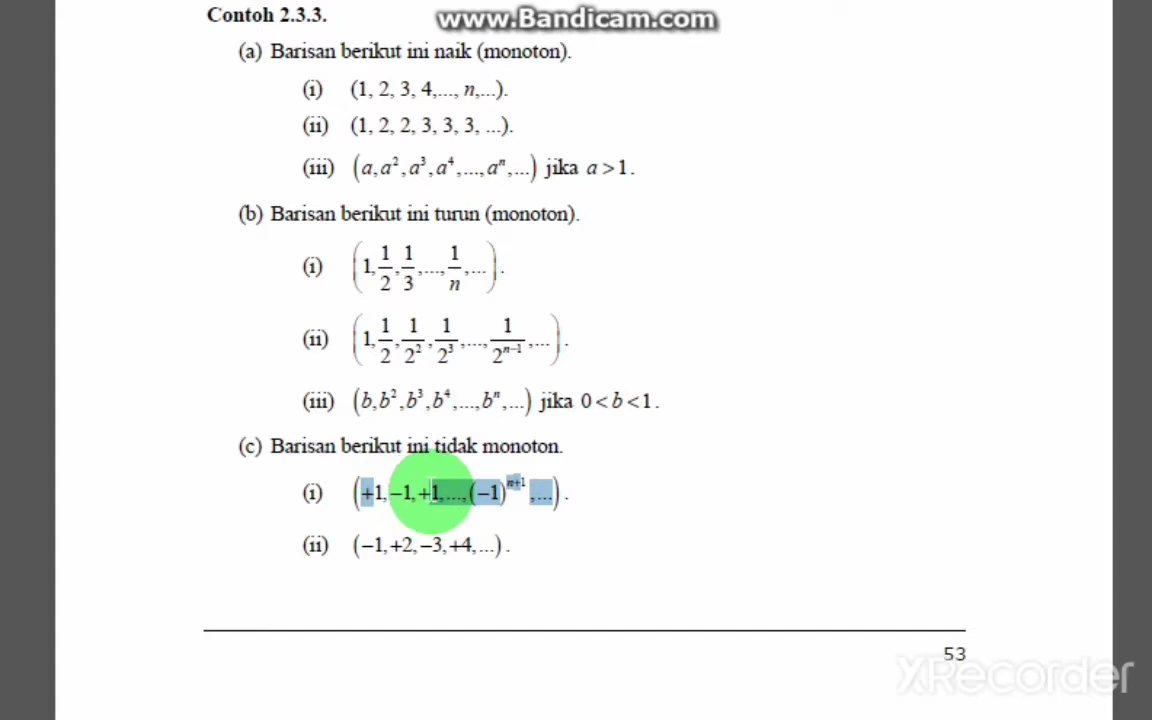 Contoh 2.3.3.
www.Bandicam.com
(a) Barisan berikut ini naik (monoton).
(i) (1, 2, 3, 4,..., n,...).
(ii) (1, 2, 2, 3, 3, 3, ...).
(iii) (a, a², a³, a⁴,..., aⁿ,...) jika a > 1.
(b) Barisan berikut ini turun (monoton).
(i) (1, 1/2, 1/3,..., 1/n,...).
(ii) (1, 1/2, 1/2², 1/2³,..., 1/2ⁿ⁻¹,...).
(iii) (b, b², b³, b⁴,..., bⁿ,...) jika 0 < b < 1.
(c) Barisan berikut ini tidak monoton.
(i) (+1, −1, +1,..., (−1)ⁿ⁺¹,...).
(ii) (−1, +2, −3, +4,...).
53
XRecorder